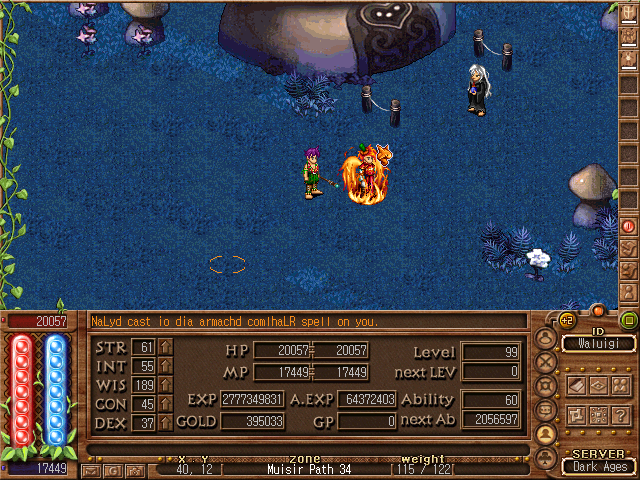 20057
NaLyd cast io dia armachd comlhaLR spell on you.
+2
ID
Waluigi
STR 61 HP 20057 20057 Level 99
INT 55 MP 17449 17449 next LEV 0
WIS 189
CON 45 EXP 2777349831 A.EXP 64372403 Ability 60
DEX 37 GOLD 395033 GP 0 next Ab 2056597
?
x , y zone weight
17449 G 40, 12 [ Muisir Path 34 [115 / 122[
SERVER
Dark Ages